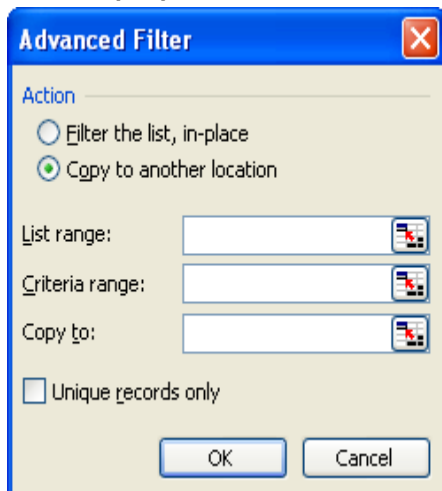 Advanced Filter
Action
Filter the list, in-place
Copy to another location
List range:
Criteria range:
Copy to:
Unique records only
OK Cancel